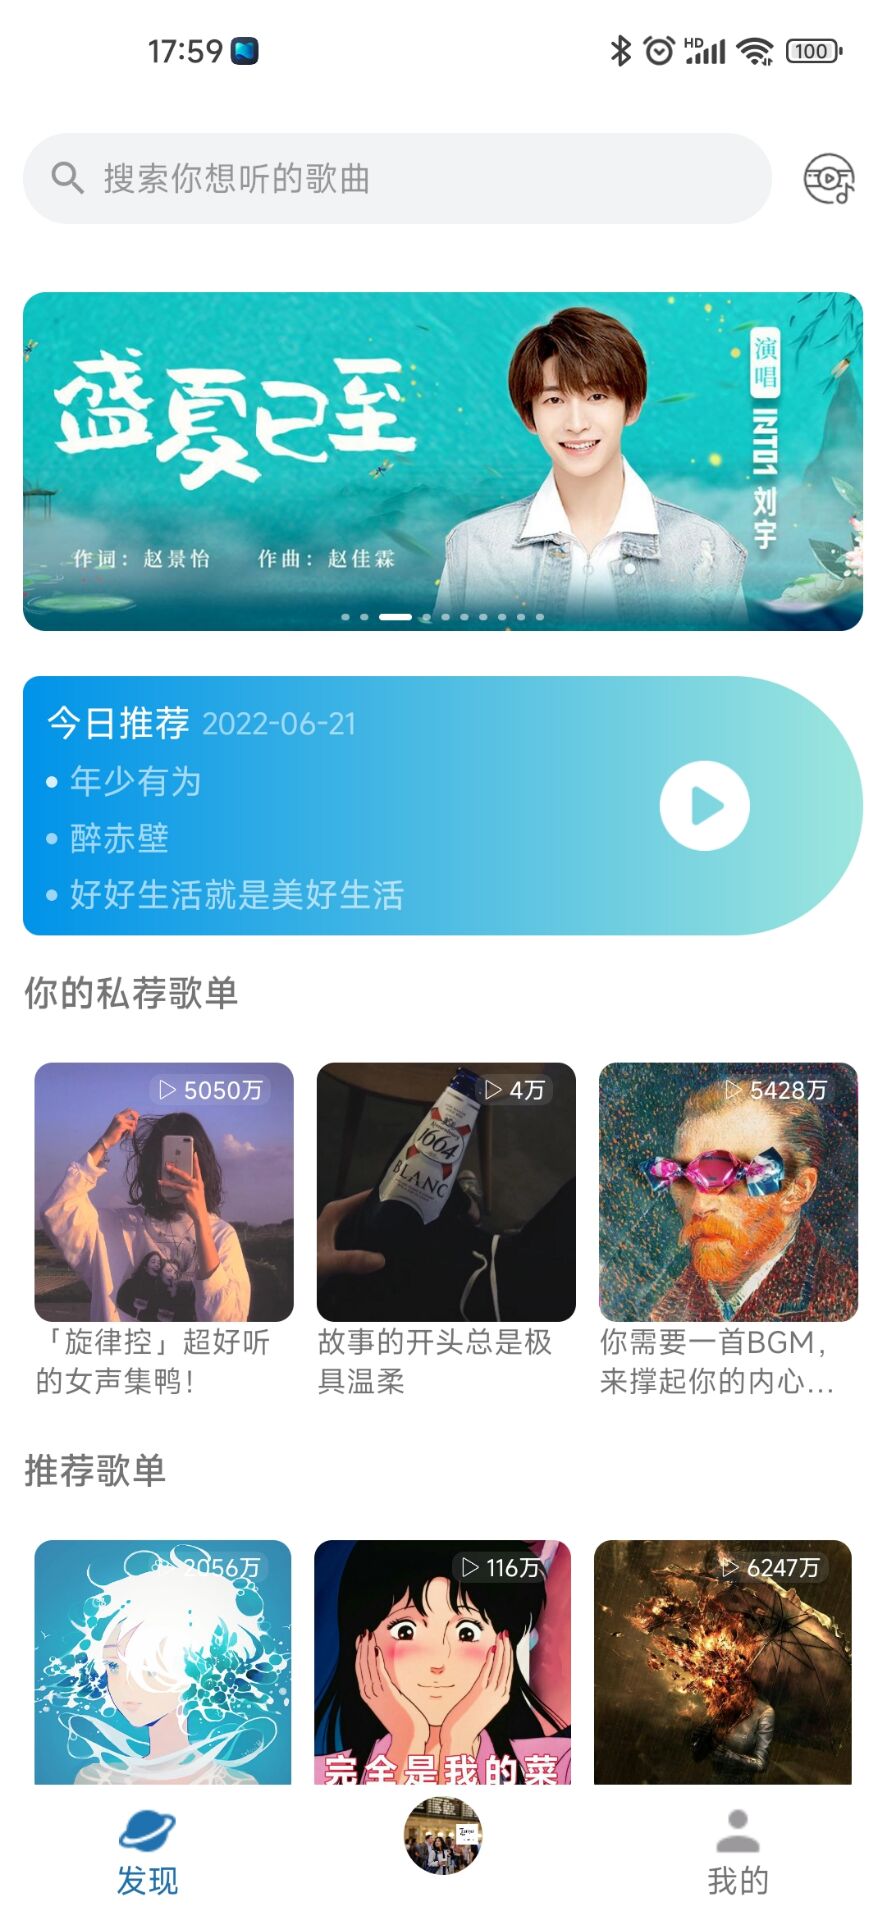 17:59
HD
100
搜索你想听的歌曲
盛夏已至
作词：赵景怡 作曲：赵佳霖
演唱
INTO1 刘宇
今日推荐 2022-06-21
年少有为
醉赤壁
好好生活就是美好生活
你的私荐歌单
5050万
4万
5428万
1664
BLANC
「旋律控」超好听
的女声集鸭！
故事的开头总是极
具温柔
你需要一首BGM，
来撑起你的内心...
推荐歌单
2056万
116万
6247万
完全是我的菜
发现
我的